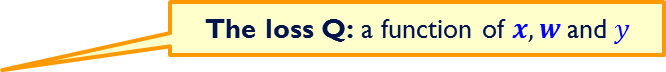 The loss Q: a function of x, w and y